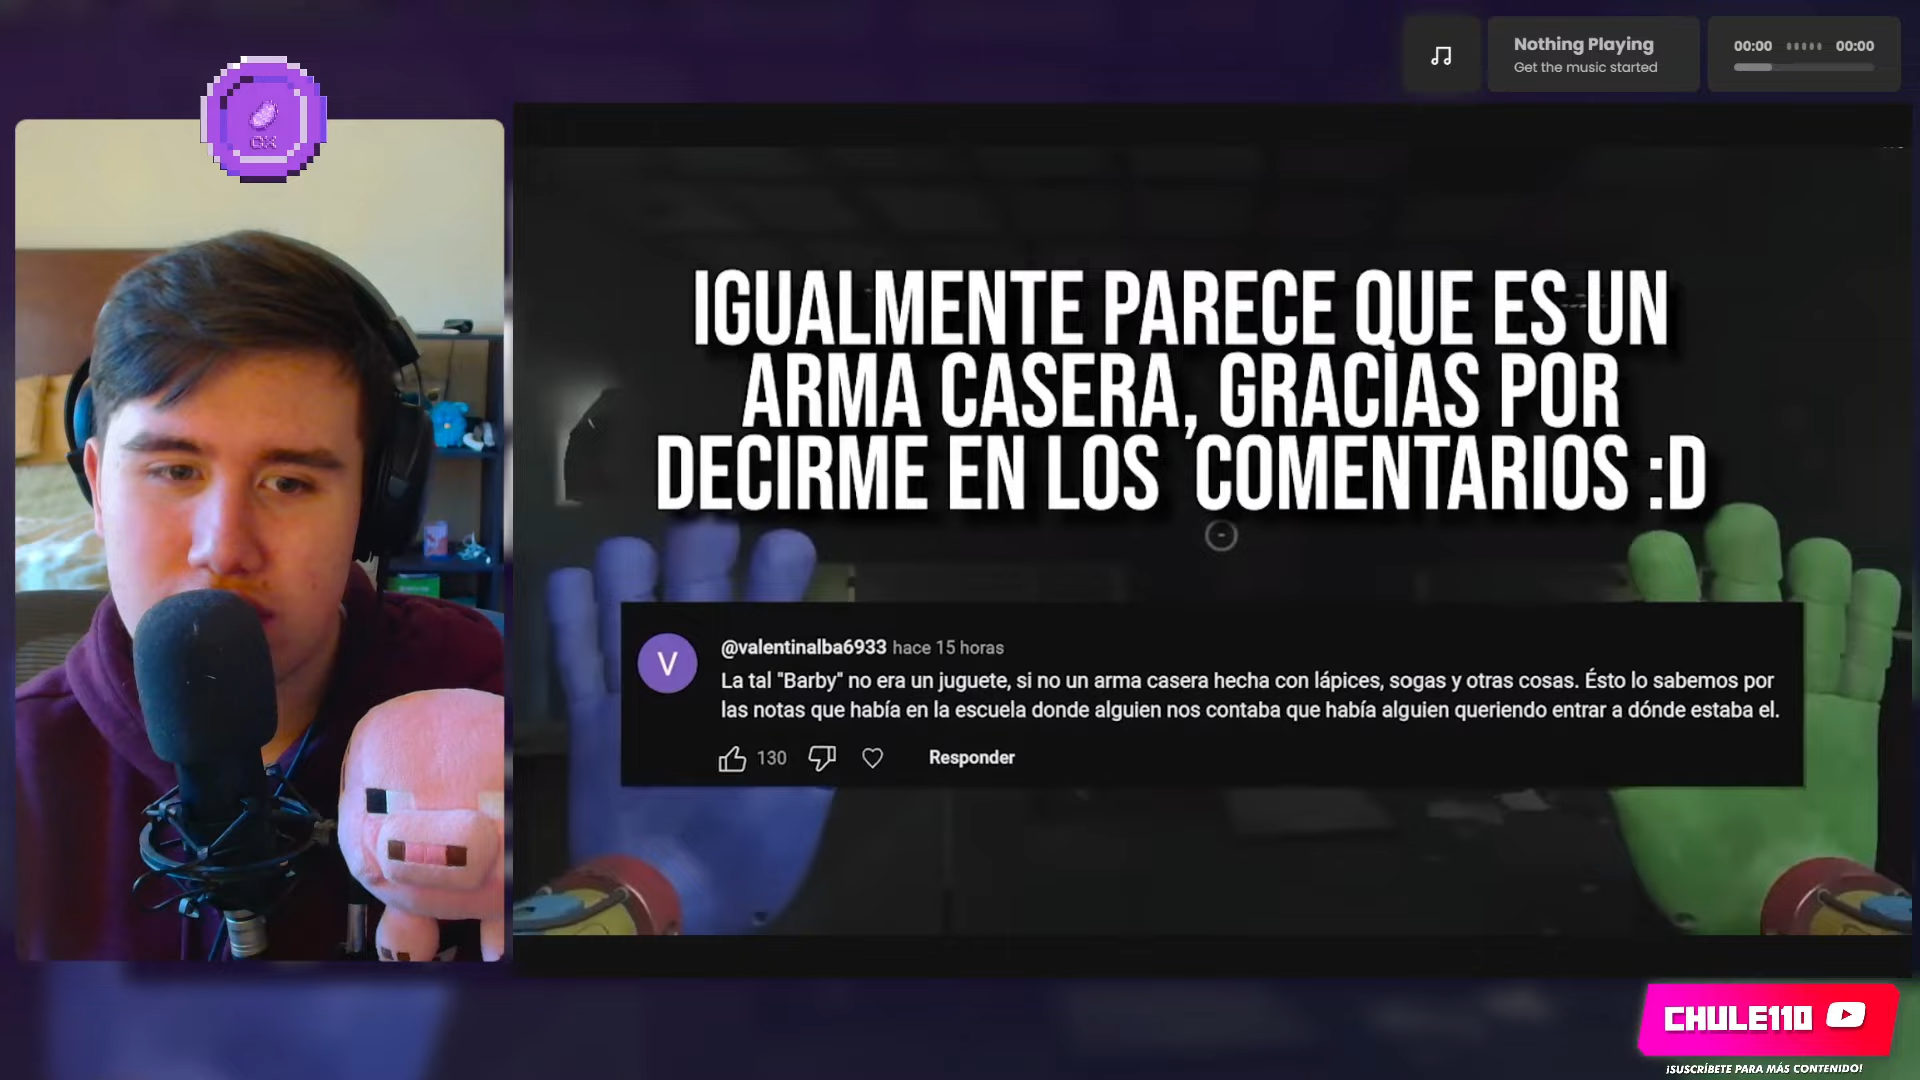 Nothing Playing
Get the music started
00:00 00:00
0X
IGUALMENTE PARECE QUE ES UN
ARMA CASERA, GRACIAS POR
DECIRME EN LOS COMENTARIOS :D
V
@valentinalba6933 hace 15 horas
La tal "Barby" no era un juguete, si no un arma casera hecha con lápices, sogas y otras cosas. Ésto lo sabemos por
las notas que había en la escuela donde alguien nos contaba que había alguien queriendo entrar a dónde estaba el.
130 Responder
CHULE110
¡SUSCRÍBETE PARA MÁS CONTENIDO!